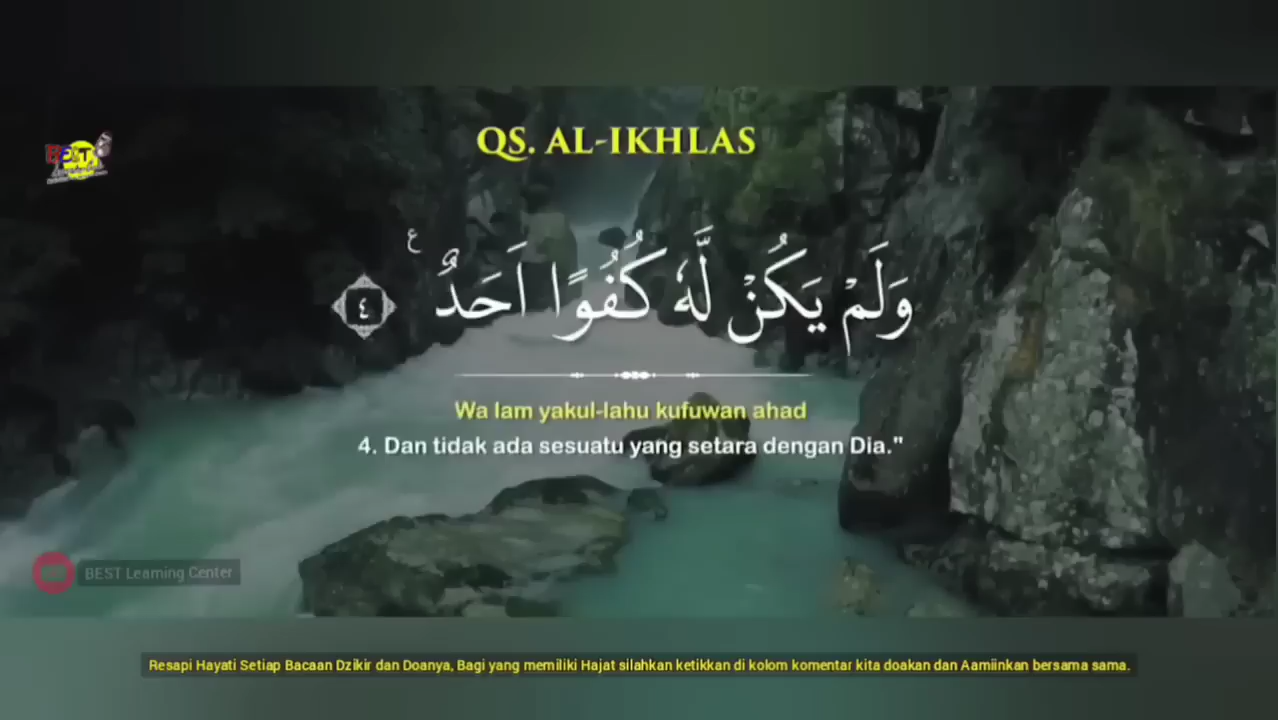 BEST
QS. AL-IKHLAS
وَلَمْ يَكُنْ لَّهٗ كُفُوًا اَحَدٌ ࣖ ٤
Wa lam yakul-lahu kufuwan ahad
4. Dan tidak ada sesuatu yang setara dengan Dia."
BEST Learning Center
Resapi Hayati Setiap Bacaan Dzikir dan Doanya, Bagi yang memiliki Hajat silahkan ketikkan di kolom komentar kita doakan dan Aamiinkan bersama sama.